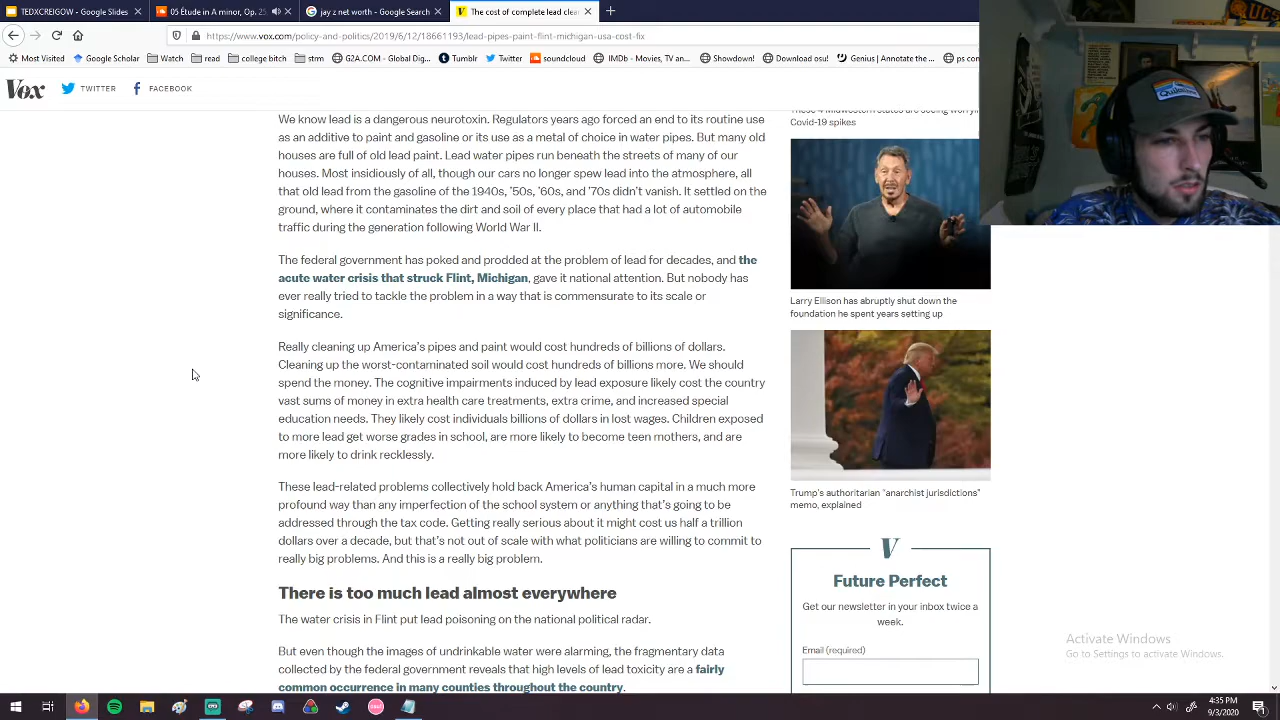 TEDXCREIGOV - Google Slides
05 Étude in A minor, Op. 25,
jay z net worth - Google Search
The cost of complete lead clea
https://www.vox.com/policy-and-politics/2019/6/12/18661193/lead-pipes-paint-flint-michigan-usa-cost-fix
Most Visited Google Scholar Watch read college bitch strm G2A.COM - Global Dig... Tumblr Twitter soundcloud IMDb - Movies, TV an... Showdown! Download osu! Genius | Annotate the ... ps com
Vox TWITTER FACEBOOK
We know lead is a dangerous neurotoxin. Regulators years ago forced an end to its routine use
as an additive to paint and gasoline or its use as a metal of choice in water pipes. But many old
houses are full of old lead paint. Lead water pipes run beneath the streets of many of our
houses. Most insidiously of all, though our cars no longer spew lead into the atmosphere, all
that old lead from the gasoline of the 1940s, '50s, '60s, and '70s didn't vanish. It settled on the
ground, where it contaminates the dirt and soil of every place that had a lot of automobile
traffic during the generation following World War II.
The federal government has poked and prodded at the problem of lead for decades, and the
acute water crisis that struck Flint, Michigan, gave it national attention. But nobody has
ever really tried to tackle the problem in a way that is commensurate to its scale or
significance.
Really cleaning up America's pipes and paint would cost hundreds of billions of dollars.
Cleaning up the worst-contaminated soil would cost hundreds of billions more. We should
spend the money. The cognitive impairments induced by lead exposure likely cost the country
vast sums of money in extra health care treatments, extra crime, and increased special
education needs. They likely cost individuals billions of dollars in lost wages. Children exposed
to more lead get worse grades in school, are more likely to become teen mothers, and are
more likely to drink recklessly.
These lead-related problems collectively hold back America's human capital in a much more
profound way than any imperfection of the school system or anything that's going to be
addressed through the tax code. Getting really serious about it might cost us half a trillion
dollars over a decade, but that's not out of scale with what politicians are willing to commit to
really big problems. And this is a really big problem.
There is too much lead almost everywhere
The water crisis in Flint put lead poisoning on the national political radar.
But even though the images of undrinkable water were alarming, the fragmentary data
collected by the federal government reveals that high levels of lead toxicity are a fairly
common occurrence in many counties throughout the country.
These 4 Midwestern states are seeing worryin
Covid-19 spikes
Larry Ellison has abruptly shut down the
foundation he spent years setting up
Trump's authoritarian "anarchist jurisdictions"
memo, explained
V
Future Perfect
Get our newsletter in your inbox twice a
week.
Email (required)
Quiksilver
Activate Windows
Go to Settings to activate Windows.
4:35 PM
9/3/2020